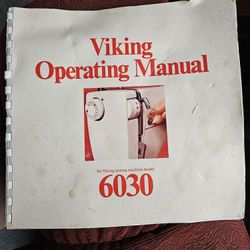 Viking
Operating Manual
for Viking sewing machine model
6030